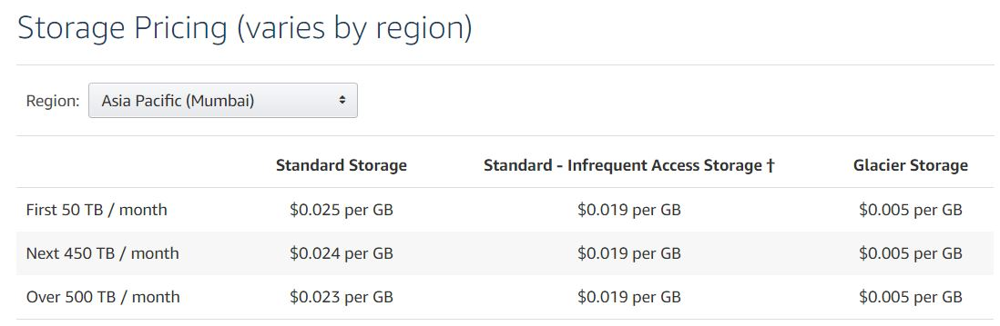 Storage Pricing (varies by region)
Region: Asia Pacific (Mumbai)
Standard Storage Standard - Infrequent Access Storage † Glacier Storage
First 50 TB / month $0.025 per GB $0.019 per GB $0.005 per GB
Next 450 TB / month $0.024 per GB $0.019 per GB $0.005 per GB
Over 500 TB / month $0.023 per GB $0.019 per GB $0.005 per GB